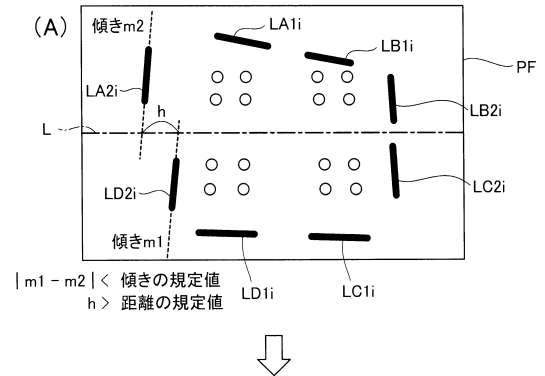 (A)
傾きm2
LA1i
LB1i
PF
LA2i
h
LB2i
L
LD2i
LC2i
傾きm1
LD1i
LC1i
|m1 - m2| < 傾きの規定値
h > 距離の規定値